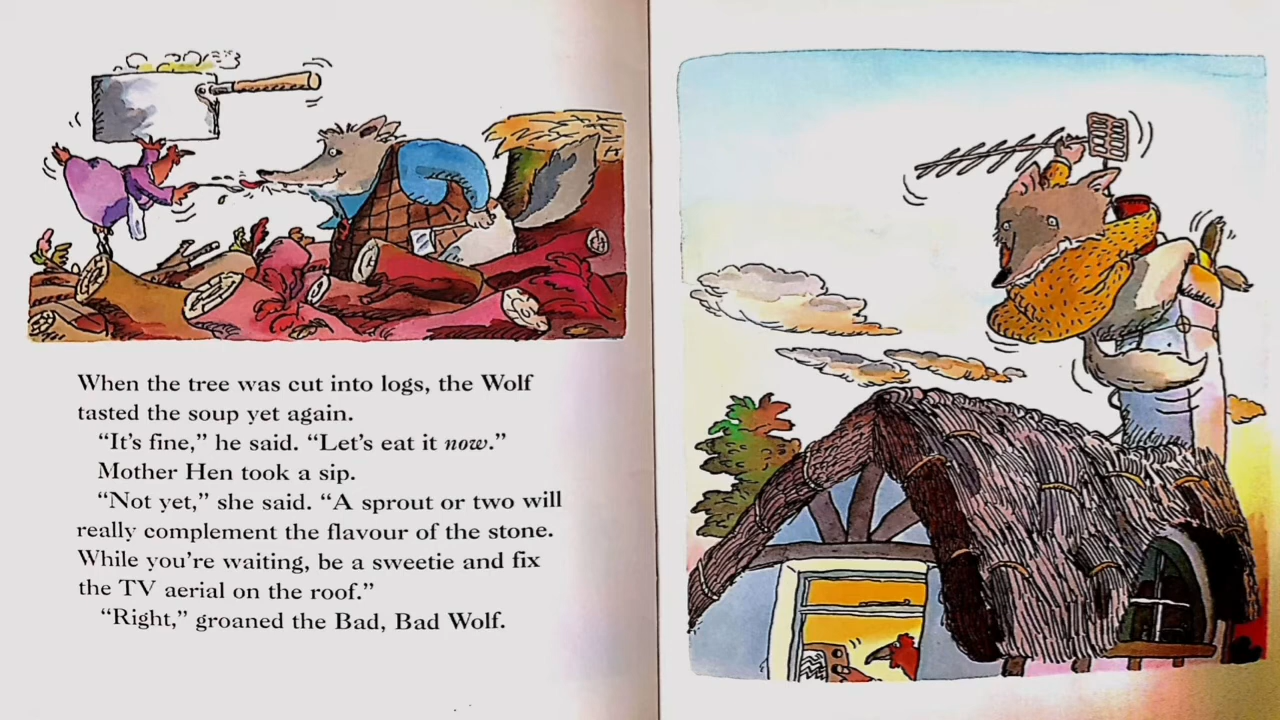 When the tree was cut into logs, the Wolf
tasted the soup yet again.
“It’s fine,” he said. “Let’s eat it now.”
Mother Hen took a sip.
“Not yet,” she said. “A sprout or two will
really complement the flavour of the stone.
While you’re waiting, be a sweetie and fix
the TV aerial on the roof.”
“Right,” groaned the Bad, Bad Wolf.